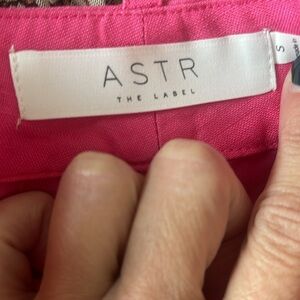 ASTR
THE LABEL
S